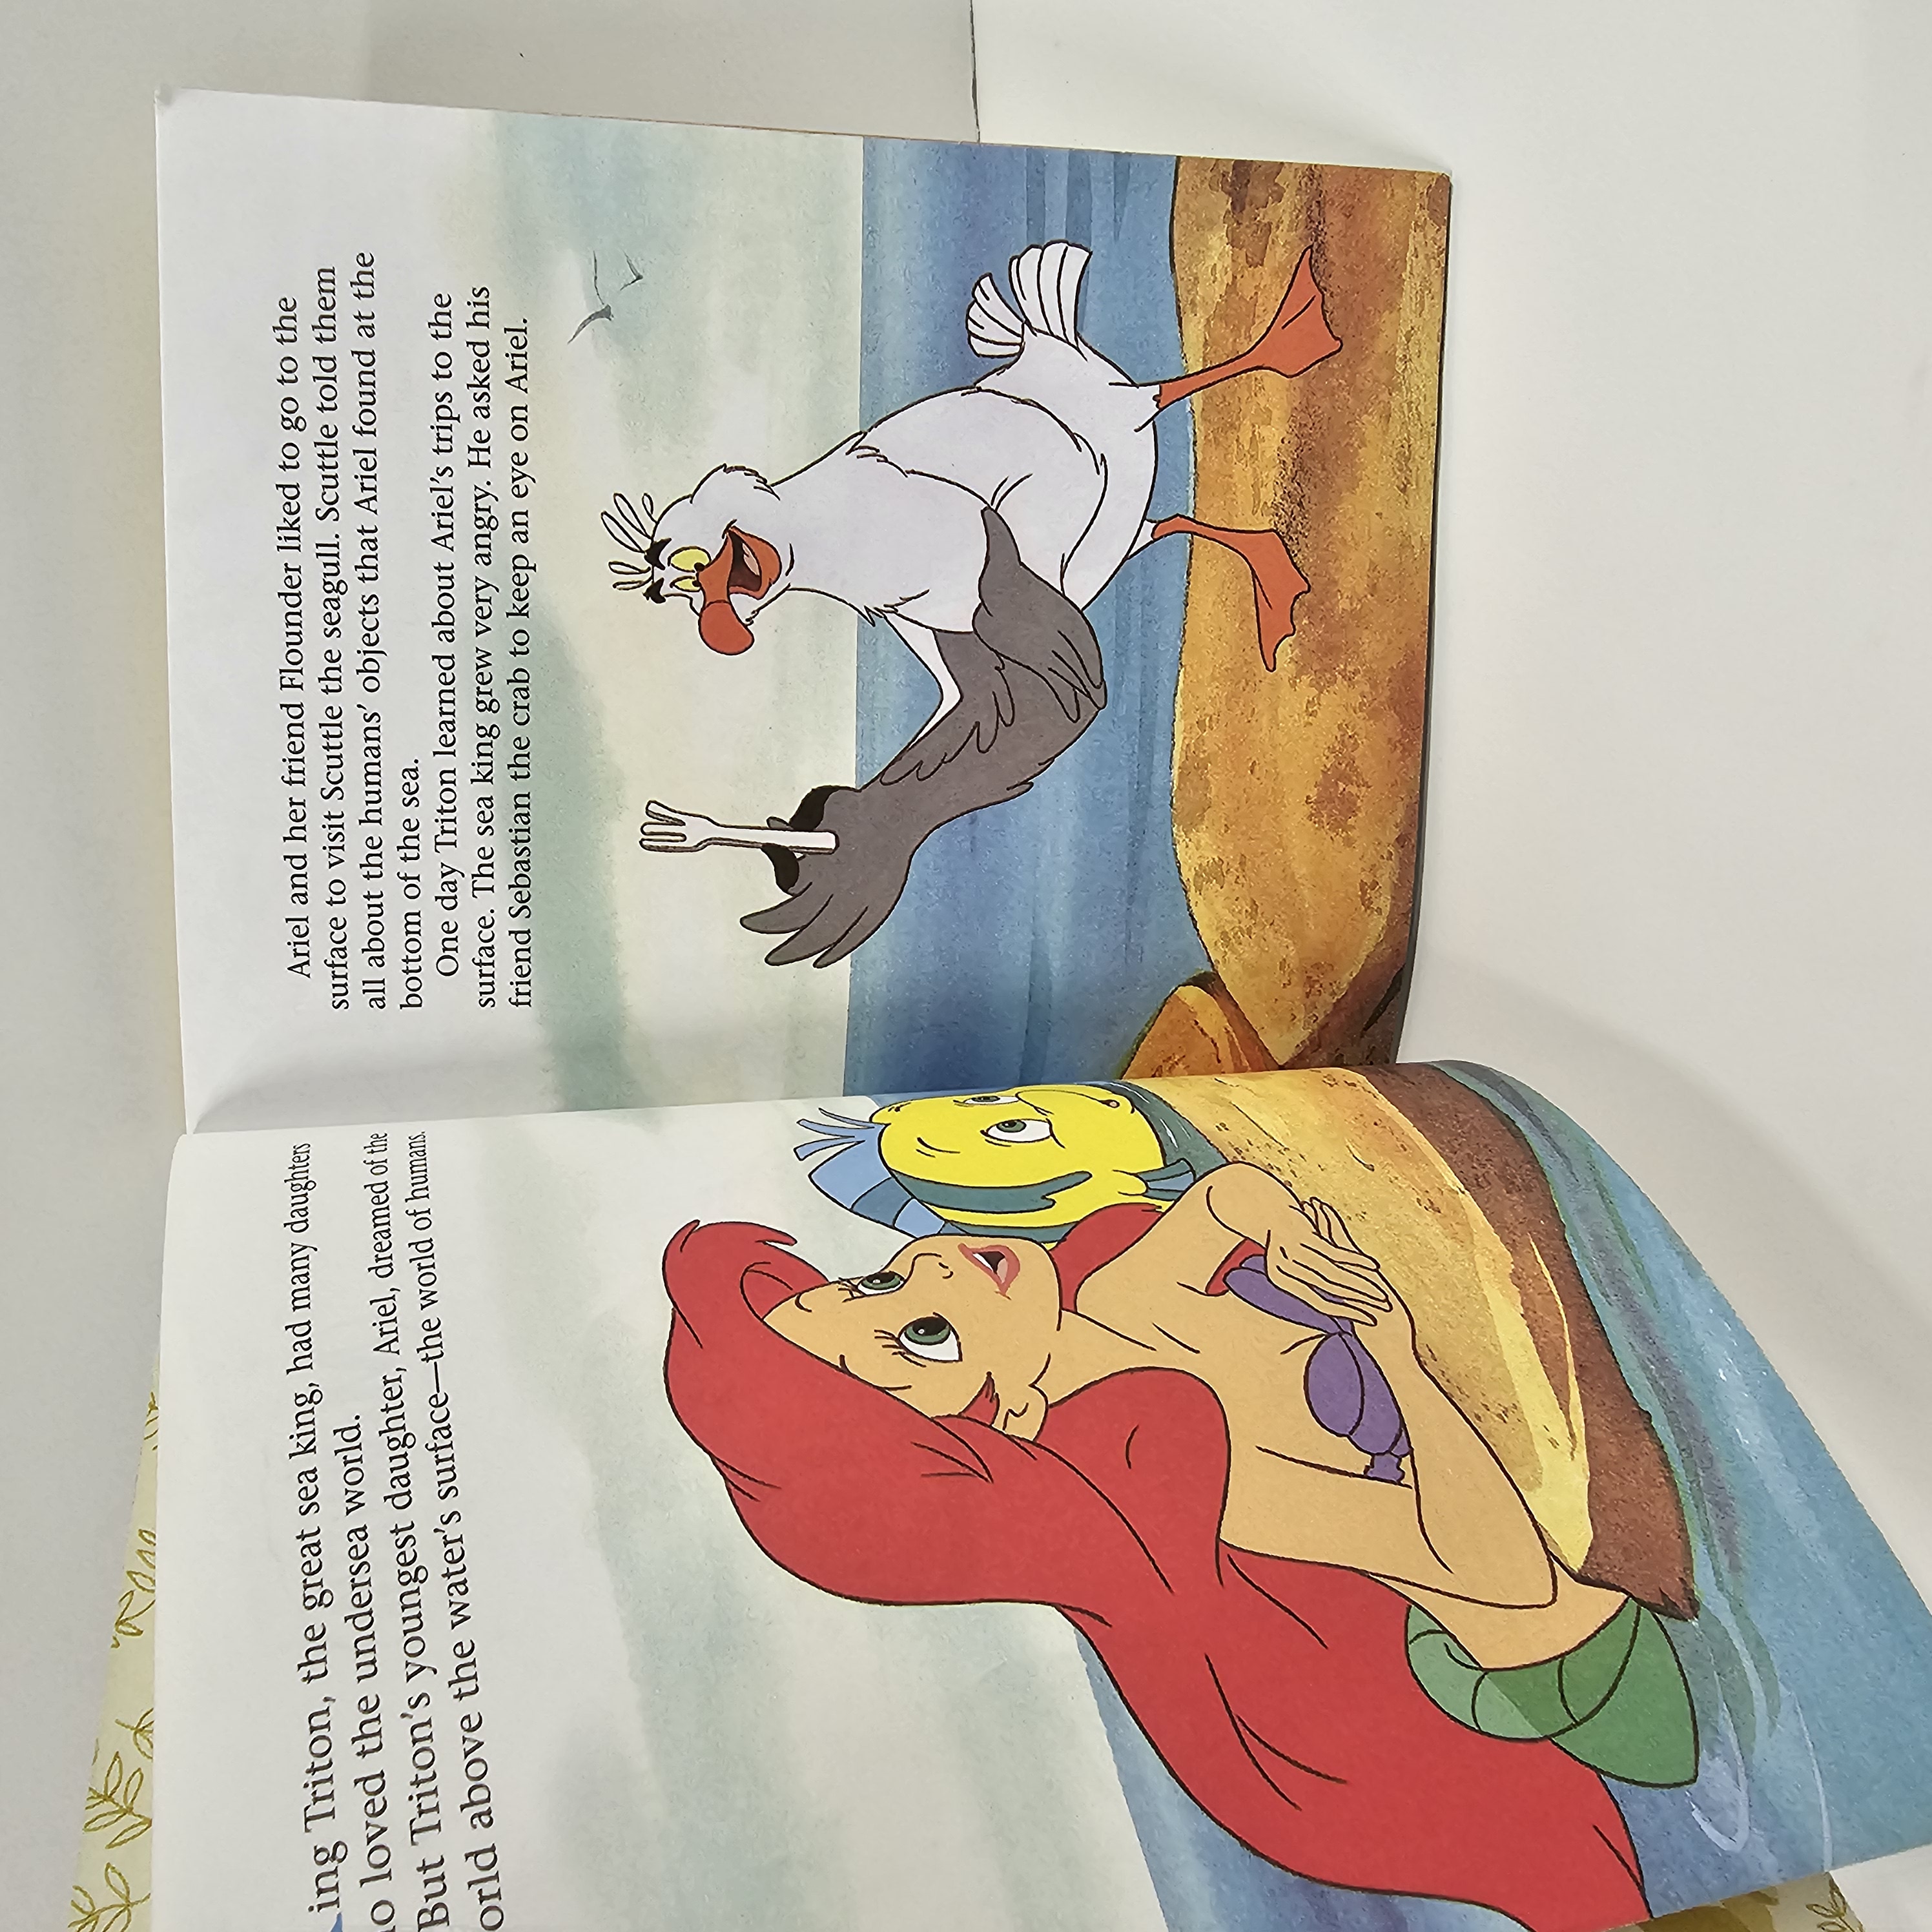 ing Triton, the great sea king, had many daughters
o loved the undersea world.
But Triton's youngest daughter, Ariel, dreamed of the
orld above the water's surface—the world of humans.
Ariel and her friend Flounder liked to go to the
surface to visit Scuttle the seagull. Scuttle told them
all about the humans' objects that Ariel found at the
bottom of the sea.
One day Triton learned about Ariel's trips to the
surface. The sea king grew very angry. He asked his
friend Sebastian the crab to keep an eye on Ariel.